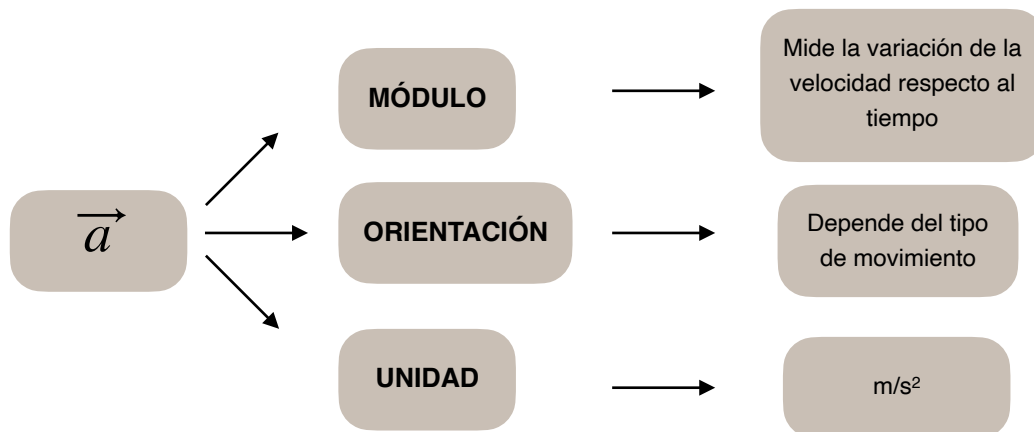 MÓDULO
Mide la variación de la
velocidad respecto al
tiempo
a⃗
ORIENTACIÓN
Depende del tipo
de movimiento
UNIDAD
m/s²